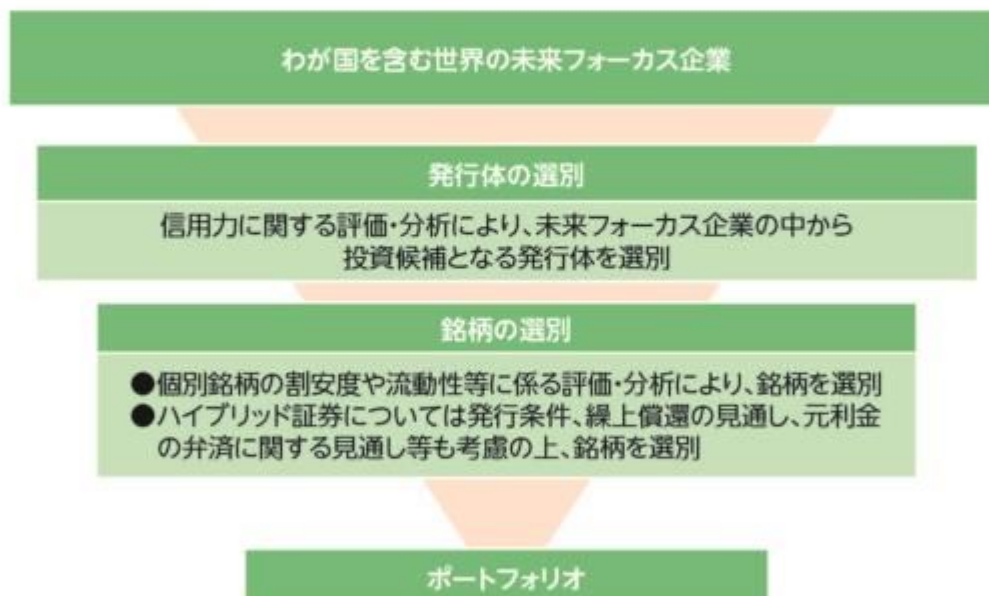 わが国を含む世界の未来フォーカス企業
発行体の選別
信用力に関する評価・分析により、未来フォーカス企業の中から
投資候補となる発行体を選別
銘柄の選別
●個別銘柄の割安度や流動性等に係る評価・分析により、銘柄を選別
●ハイブリッド証券については発行条件、繰上償還の見通し、元利金
の弁済に関する見通し等も考慮の上、銘柄を選別
ポートフォリオ